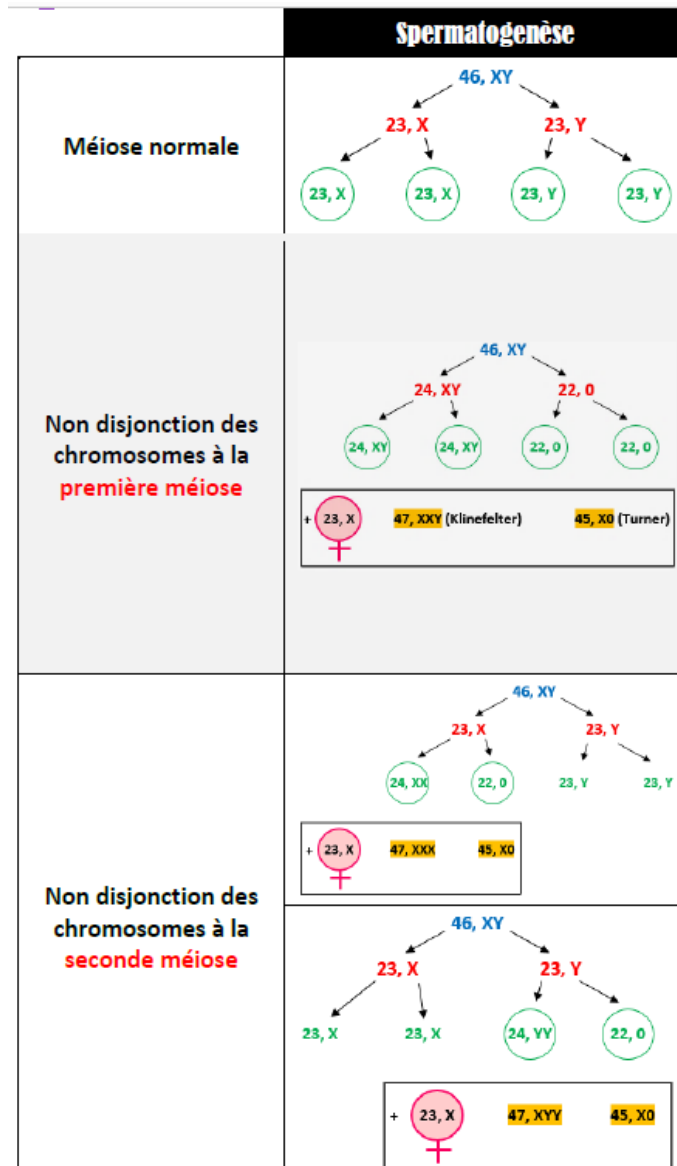 Spermatogenèse
Méiose normale
46, XY
23, X 23, Y
23, X 23, X 23, Y 23, Y
Non disjonction des
chromosomes à la
première méiose
46, XY
24, XY 22, 0
24, XY 24, XY 22, 0 22, 0
+ 23, X 47, XXY (Klinefelter) 45, X0 (Turner)
Non disjonction des
chromosomes à la
seconde méiose
46, XY
23, X 23, Y
24, XX 22, 0 23, Y 23, Y
+ 23, X 47, XXX 45, X0
46, XY
23, X 23, Y
23, X 23, X 24, YY 22, 0
+ 23, X 47, XYY 45, X0